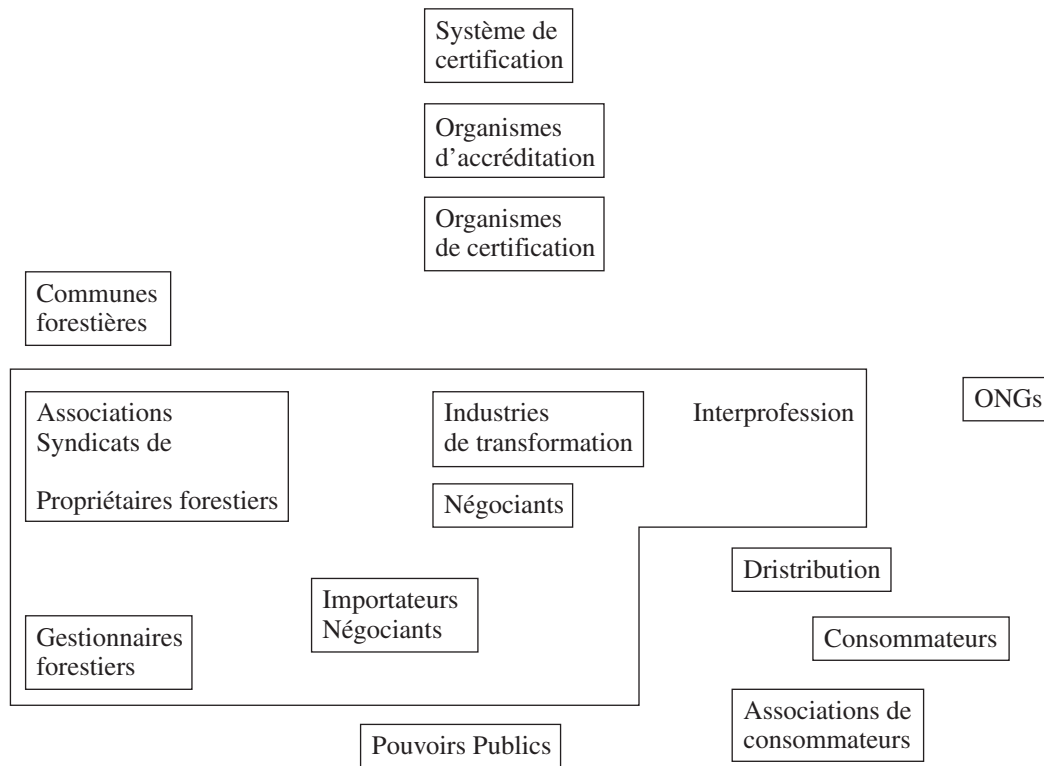 Système de
certification
Organismes
d'accréditation
Organismes
de certification
Communes
forestières
Associations
Syndicats de
Propriétaires forestiers
Industries
de transformation
Interprofession
ONGs
Négociants
Dristribution
Importateurs
Négociants
Gestionnaires
forestiers
Consommateurs
Associations de
consommateurs
Pouvoirs Publics